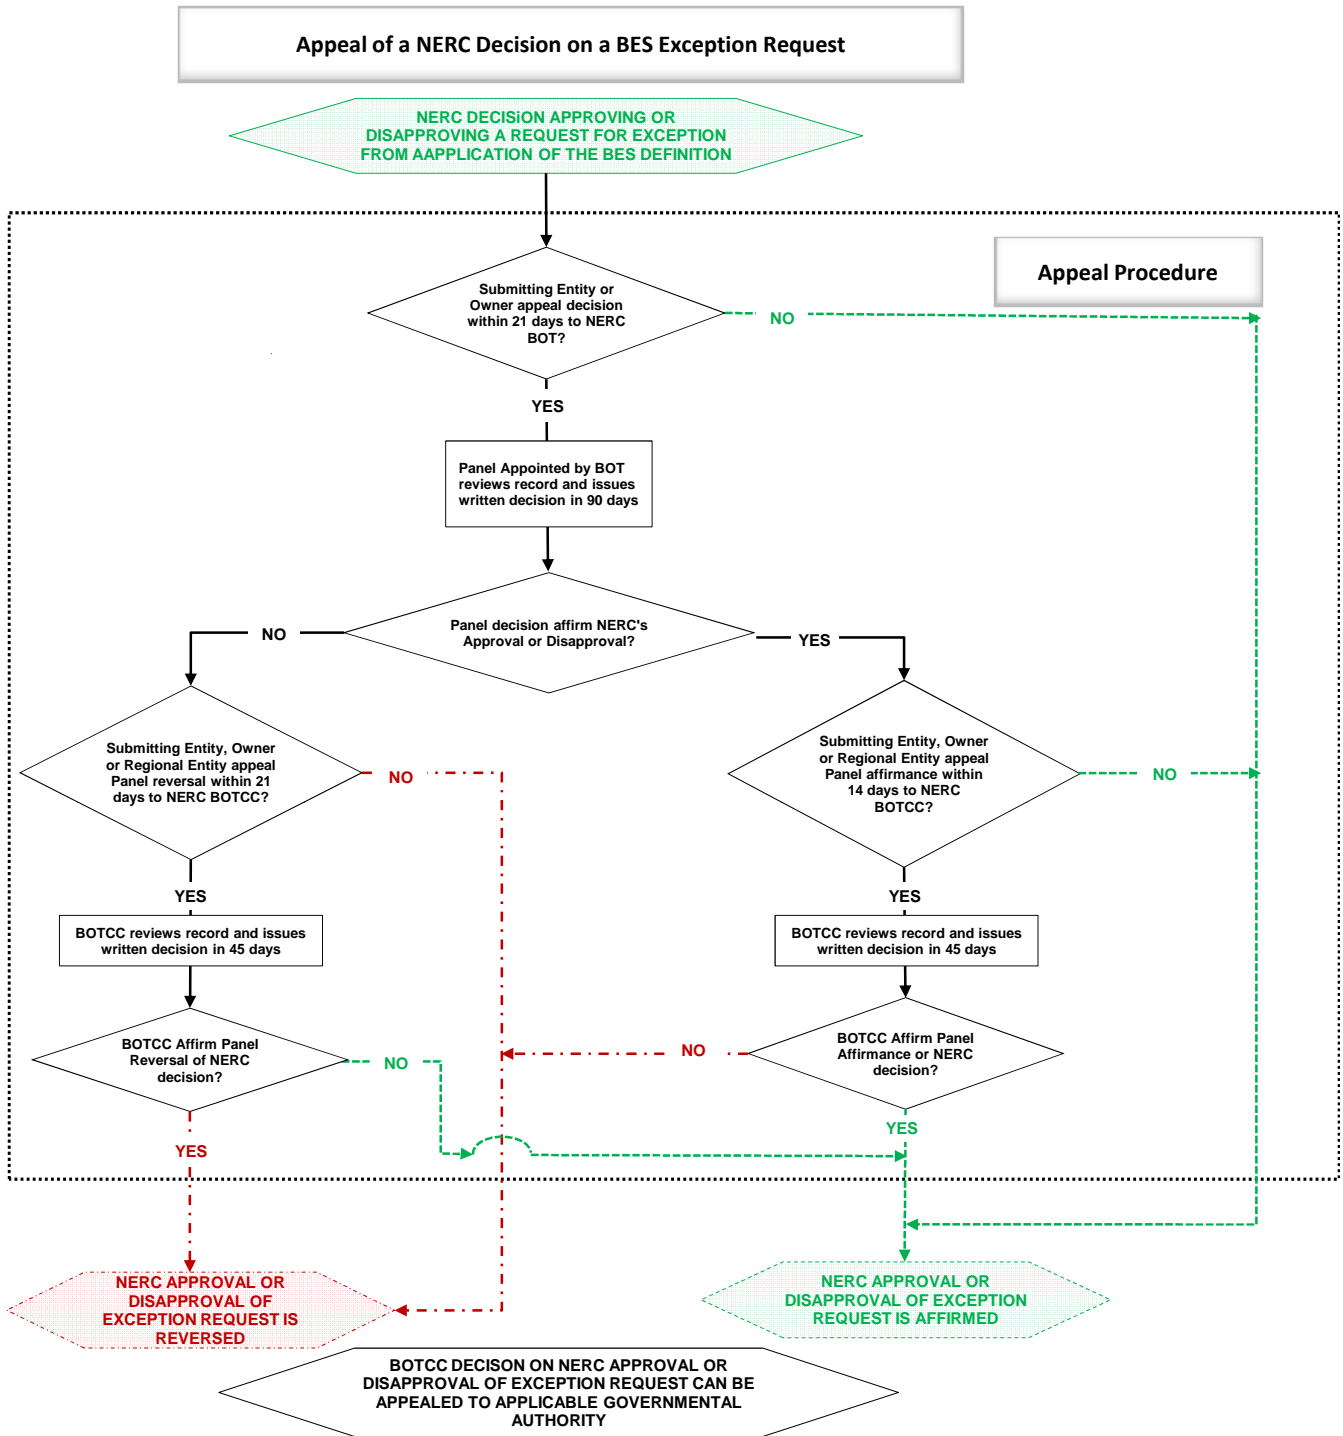 Appeal of a NERC Decision on a BES Exception Request
NERC DECISiON APPROVING OR
DISAPPROVING A REQUEST FOR EXCEPTION
FROM AAPPLICATION OF THE BES DEFINITION
Appeal Procedure
Submitting Entity or
Owner appeal decision
within 21 days to NERC
BOT?
NO
YES
Panel Appointed by BOT
reviews record and issues
written decision in 90 days
Panel decision affirm NERC's
Approval or Disapproval?
NO
YES
Submitting Entity, Owner
or Regional Entity appeal
Panel reversal within 21
days to NERC BOTCC?
NO
Submitting Entity, Owner
or Regional Entity appeal
Panel affirmance within
14 days to NERC
BOTCC?
NO
YES
YES
BOTCC reviews record and issues
written decision in 45 days
BOTCC reviews record and issues
written decision in 45 days
BOTCC Affirm Panel
Reversal of NERC
decision?
NO
NO
BOTCC Affirm Panel
Affirmance or NERC
decision?
YES
YES
NERC APPROVAL OR
DISAPPROVAL OF
EXCEPTION REQUEST IS
REVERSED
NERC APPROVAL OR
DISAPPROVAL OF EXCEPTION
REQUEST IS AFFIRMED
BOTCC DECISON ON NERC APPROVAL OR
DISAPPROVAL OF EXCEPTION REQUEST CAN BE
APPEALED TO APPLICABLE GOVERNMENTAL
AUTHORITY